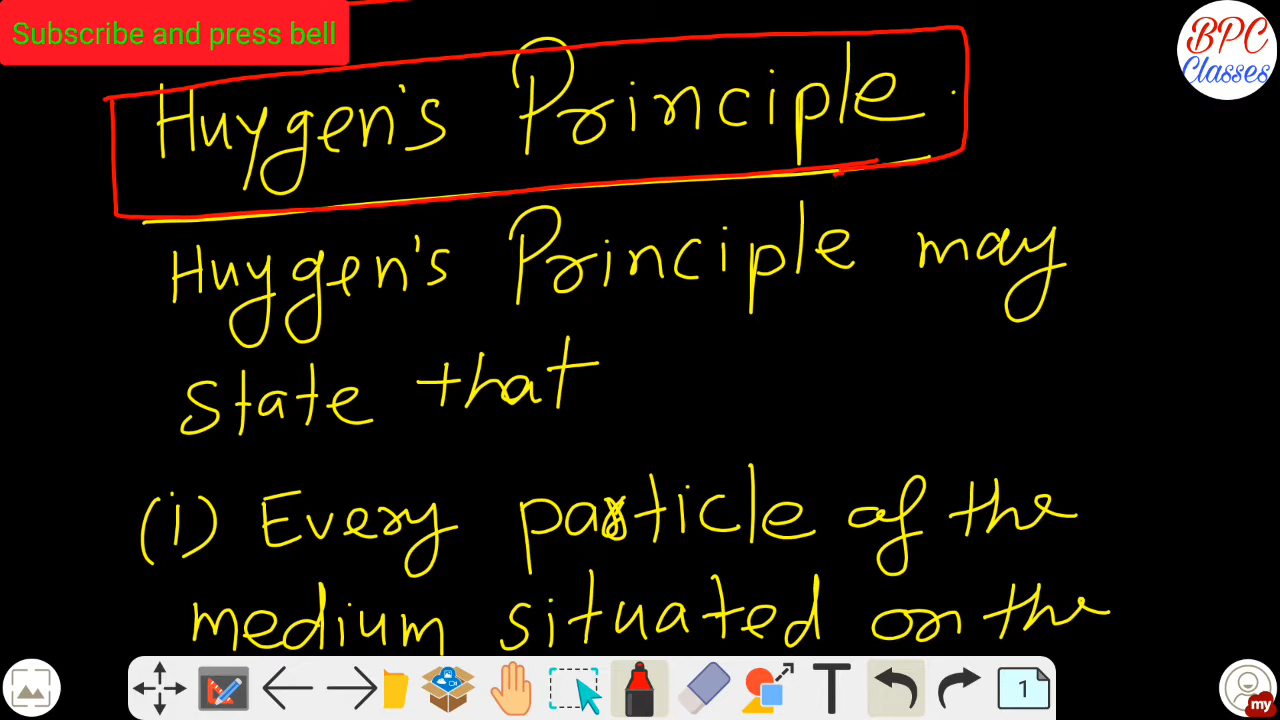 Subscribe and press bell
BPC
Classes
Huygen's Principle
Huygen's Principle may
state that
(i) Every particle of the
medium situated on the
1
my